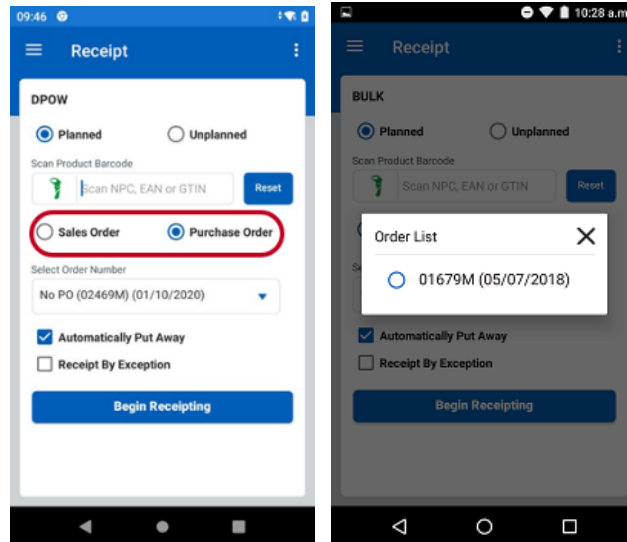 09:46
Receipt
DPOW
Planned Unplanned
Scan Product Barcode
Scan NPC, EAN or GTIN Reset
Sales Order Purchase Order
Select Order Number
No PO (02469M) (01/10/2020)
Automatically Put Away
Receipt By Exception
Begin Receipting
10:28 a.m
Receipt
BULK
Planned Unplanned
Scan Product Barcode
Scan NPC, EAN or GTIN Reset
Order List
01679M (05/07/2018)
Automatically Put Away
Receipt By Exception
Begin Receipting